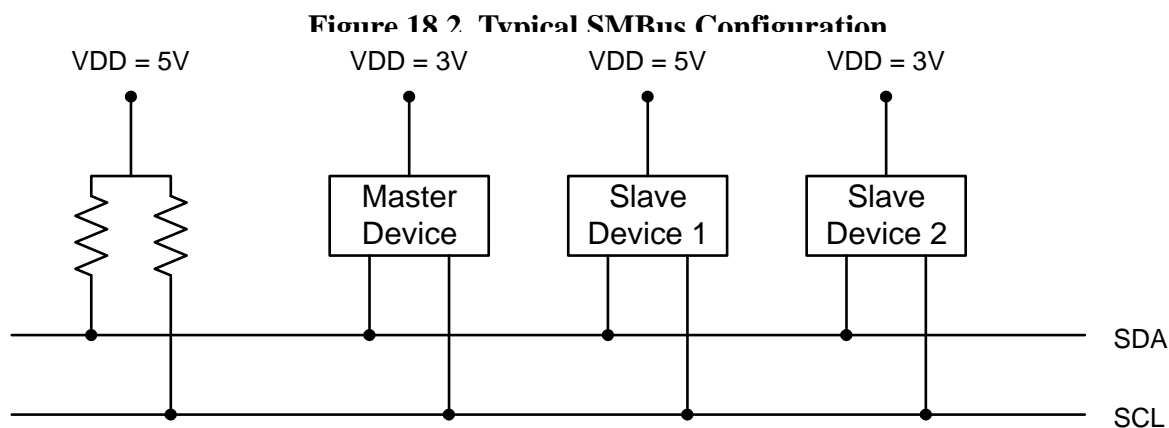 Figure 18.2. Typical SMBus Configuration
VDD = 5V VDD = 3V VDD = 5V VDD = 3V
Master Slave Slave
Device Device 1 Device 2
SDA
SCL